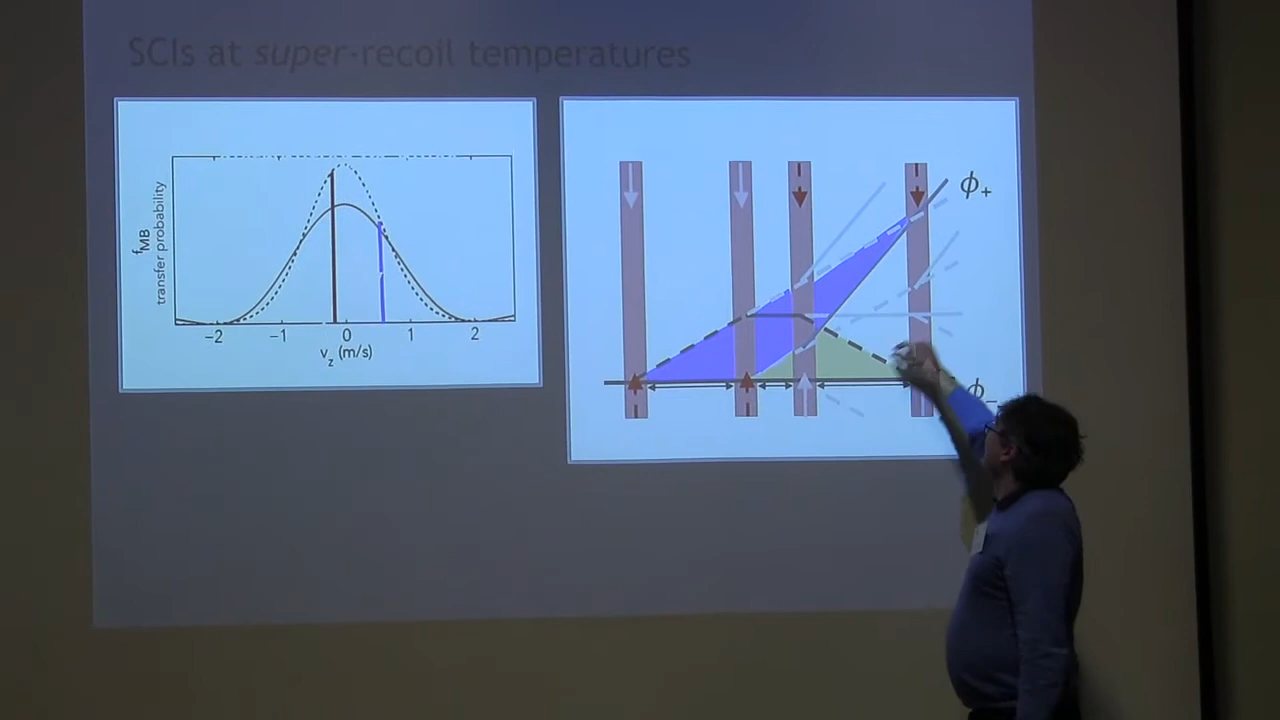 SCIs at super-recoil temperatures
f_MB
transfer probability
−2 −1 0 1 2
v_z (m/s)
ϕ₊
ϕ₋